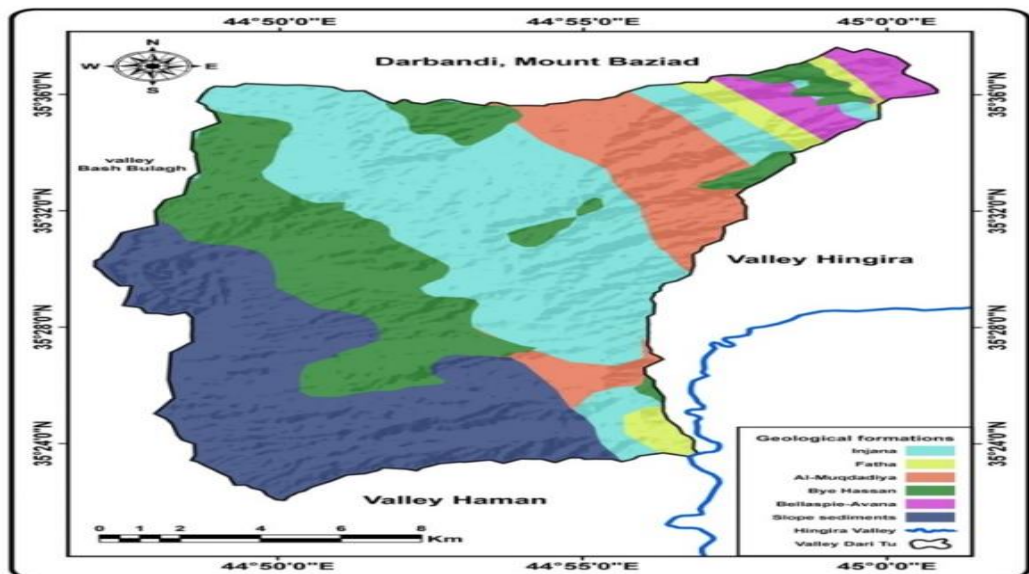 44°50'0"E 44°55'0"E 45°0'0"E
N
W E
S
Darbandi, Mount Baziad
35°36'0"N 35°36'0"N
valley
Bash Bulagh
35°32'0"N 35°32'0"N
Valley Hingira
35°28'0"N 35°28'0"N
35°24'0"N 35°24'0"N
Valley Haman
0 1 2 4 6 8
Km
Geological formations
Injana
Fatha
Al-Muqdadiya
Bye Hassan
Beilaspie-Avana
Slope sediments
Hingira Valley
Valley Dari Tu
44°50'0"E 44°55'0"E 45°0'0"E